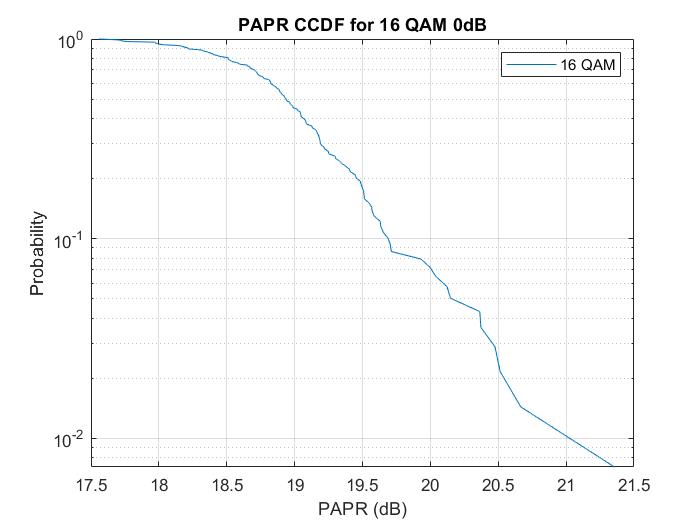 PAPR CCDF for 16 QAM 0dB
10^0
16 QAM
10^-1
Probability
10^-2
17.5 18 18.5 19 19.5 20 20.5 21 21.5
PAPR (dB)